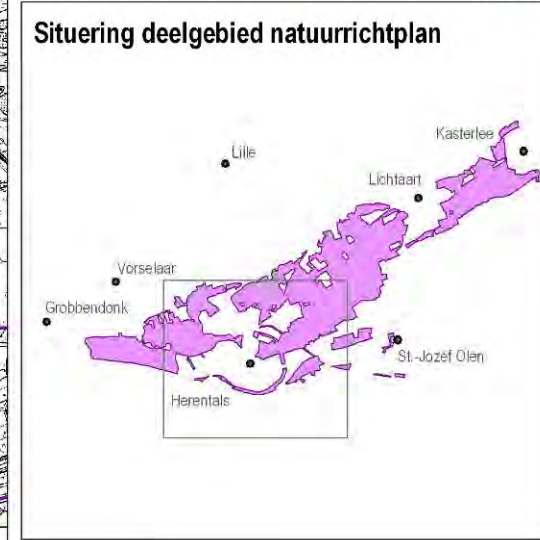 Situering deelgebied natuurrichtplan
Kasterlee
Lille
Lichtaart
Vorselaar
Grobbendonk
St.-Jozef Olen
Herentals